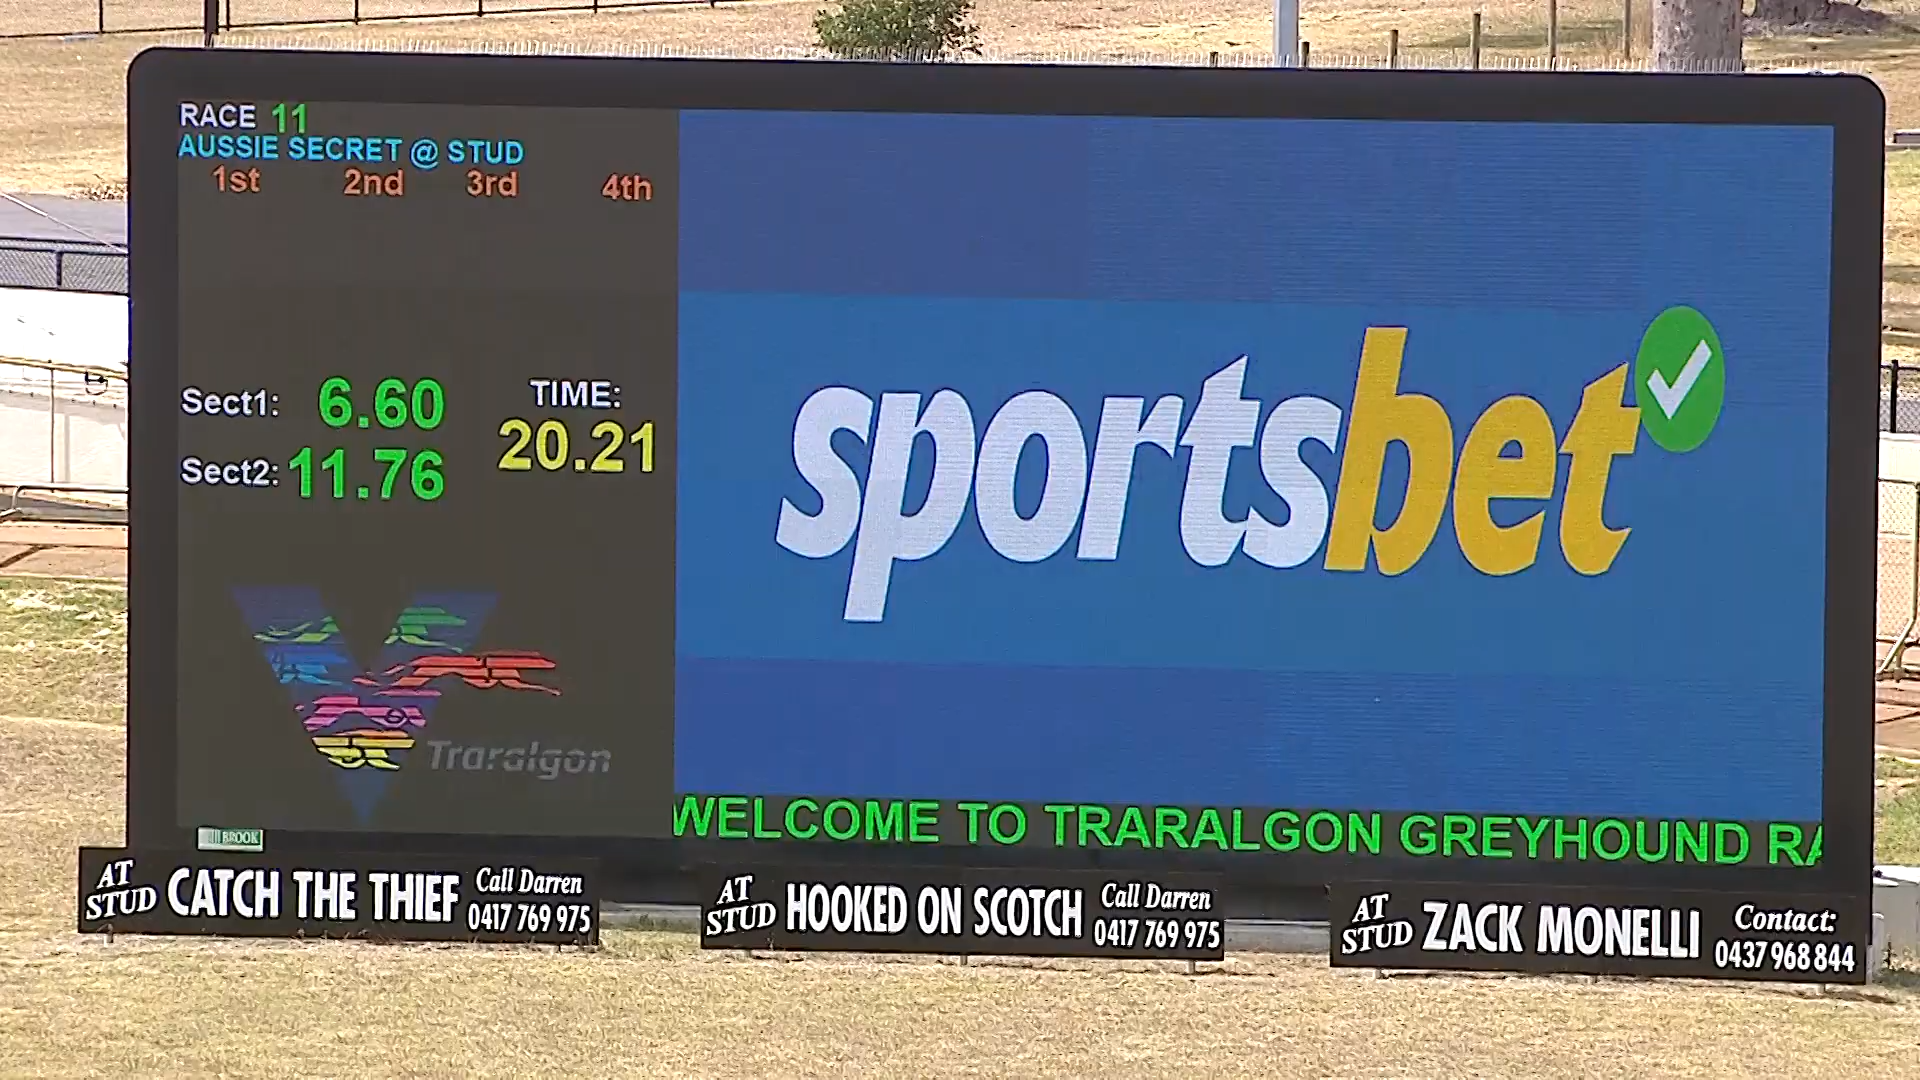 RACE 11
AUSSIE SECRET @ STUD
1st 2nd 3rd 4th
Sect1: 6.60
TIME:
20.21
Sect2: 11.76
Traralgon
sportsbet
WELCOME TO TRARALGON GREYHOUND RA
BROOK
AT STUD CATCH THE THIEF Call Darren 0417 769 975
AT STUD HOOKED ON SCOTCH Call Darren 0417 769 975
AT STUD ZACK MONELLI Contact: 0437 968 844